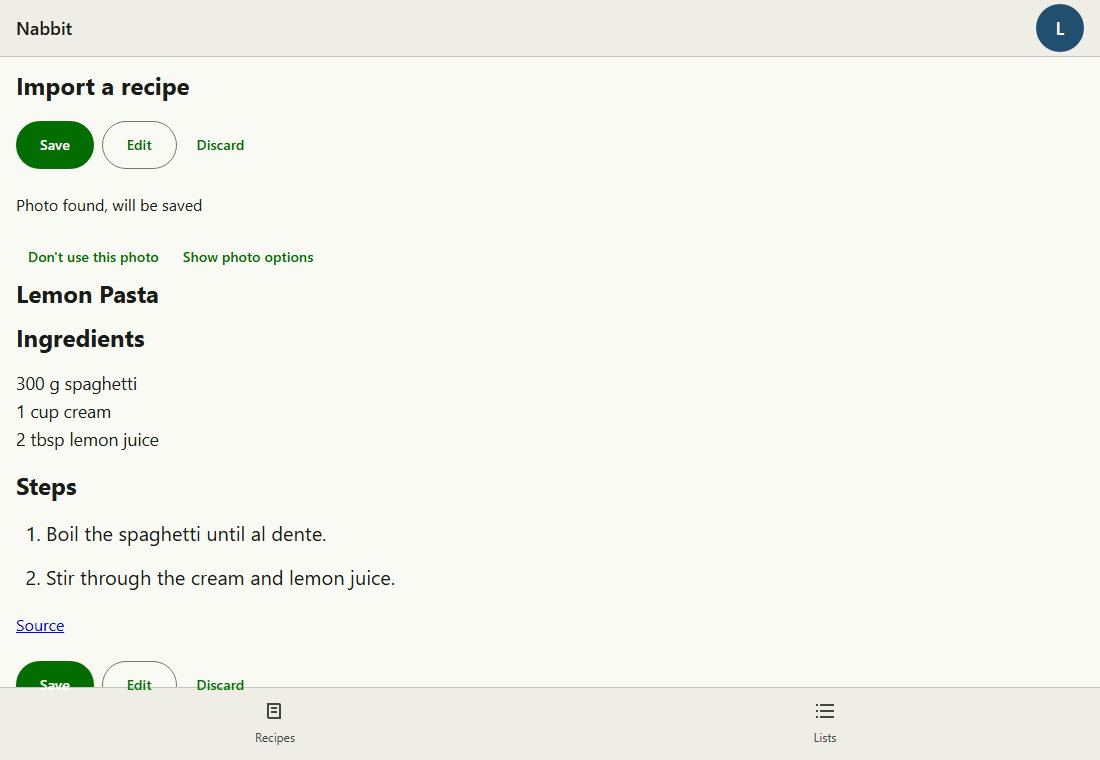 Nabbit
L
Import a recipe
Save Edit Discard
Photo found, will be saved
Don't use this photo Show photo options
Lemon Pasta
Ingredients
300 g spaghetti
1 cup cream
2 tbsp lemon juice
Steps
1. Boil the spaghetti until al dente.
2. Stir through the cream and lemon juice.
Source
Save Edit Discard
Recipes Lists